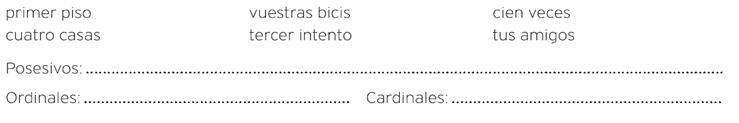 primer piso vuestras bicis cien veces
cuatro casas tercer intento tus amigos
Posesivos: ..........................................................................................................................................................
Ordinales: ............................................................... Cardinales: ................................................................